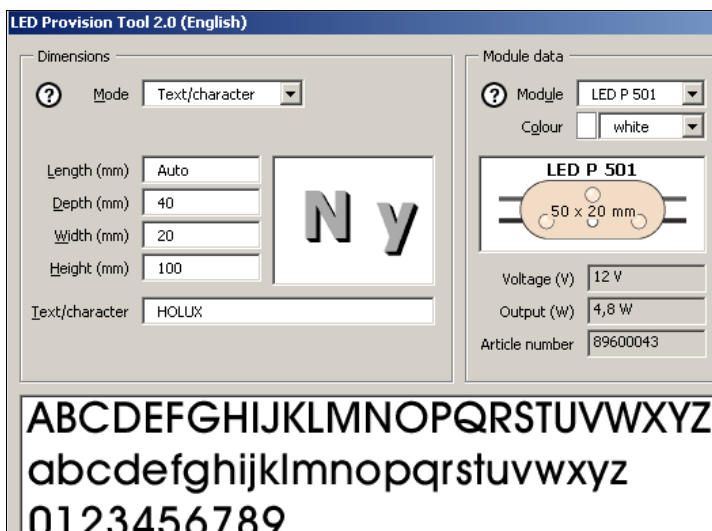 LED Provision Tool 2.0 (English)
Dimensions
Mode Text/character
Length (mm) Auto
Depth (mm) 40
Width (mm) 20
Height (mm) 100
N y
Text/character HOLUX
Module data
Module LED P 501
Colour white
LED P 501
50 x 20 mm
Voltage (V) 12 V
Output (W) 4,8 W
Article number 89600043
ABCDEFGHIJKLMNOPQRSTUVWXYZ
abcdefghijklmnopqrstuvwxyz
0123456789